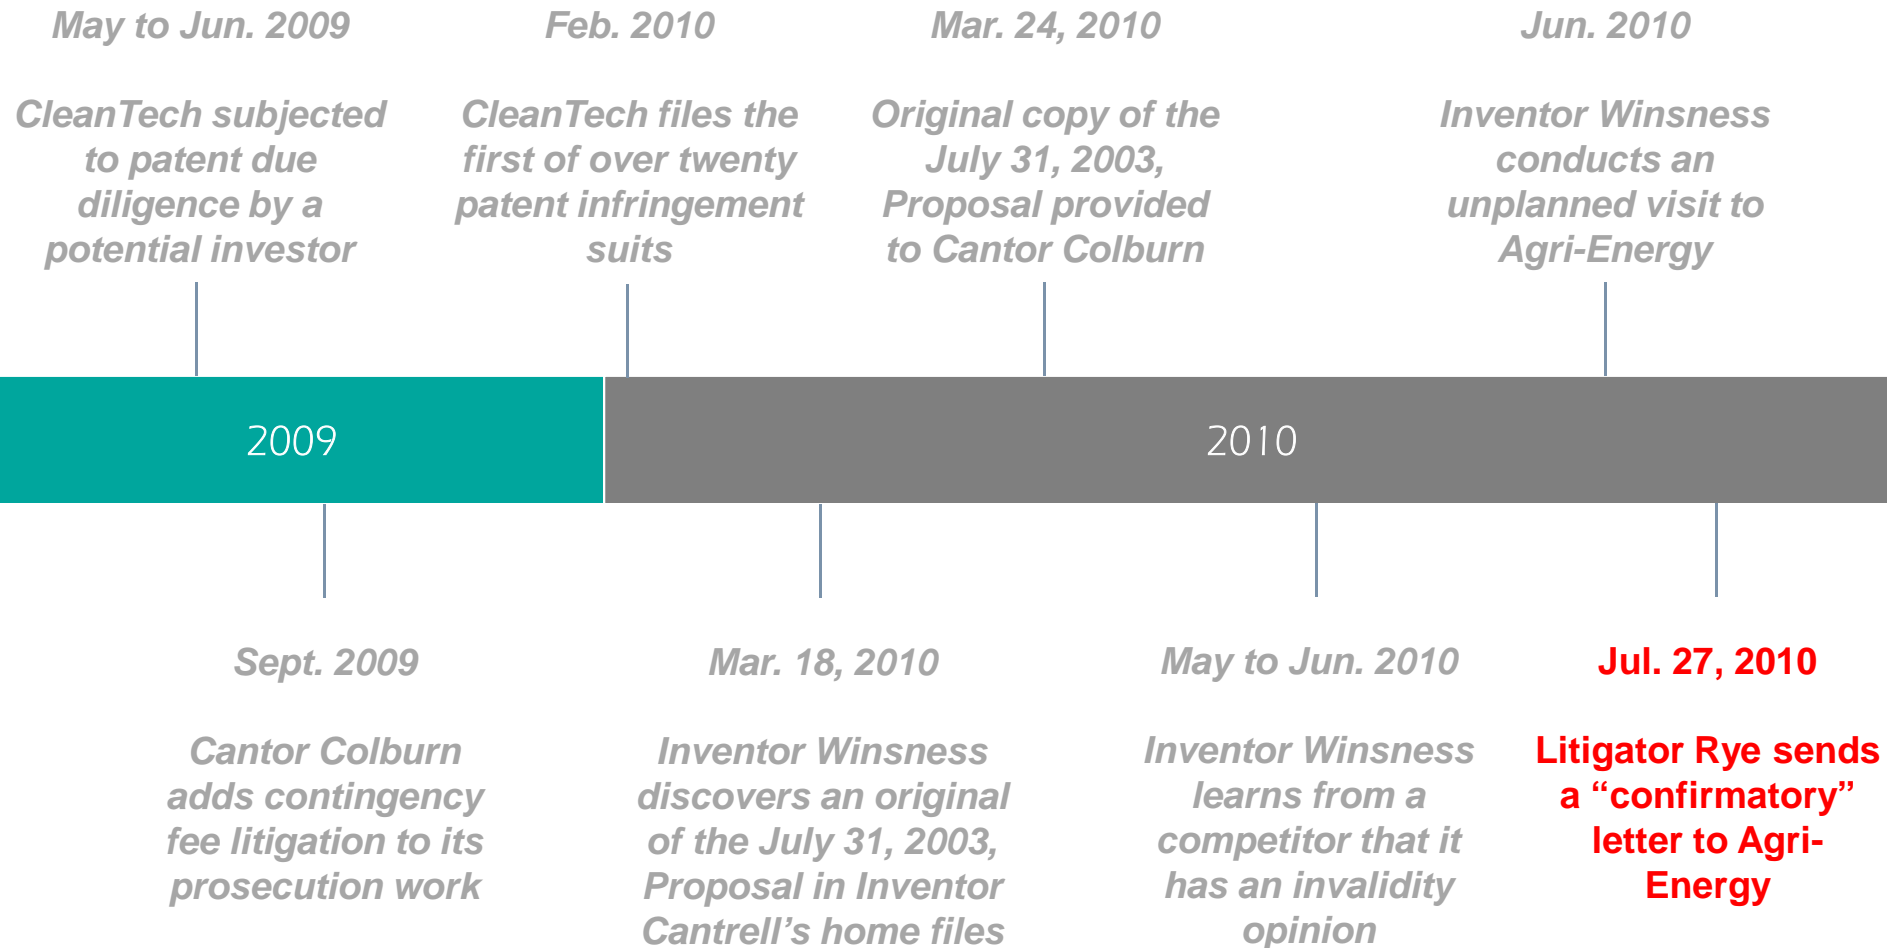 May to Jun. 2009
CleanTech subjected
to patent due
diligence by a
potential investor
Feb. 2010
CleanTech files the
first of over twenty
patent infringement
suits
Mar. 24, 2010
Original copy of the
July 31, 2003,
Proposal provided
to Cantor Colburn
Jun. 2010
Inventor Winsness
conducts an
unplanned visit to
Agri-Energy
2009
2010
Sept. 2009
Cantor Colburn
adds contingency
fee litigation to its
prosecution work
Mar. 18, 2010
Inventor Winsness
discovers an original
of the July 31, 2003,
Proposal in Inventor
Cantrell’s home files
May to Jun. 2010
Inventor Winsness
learns from a
competitor that it
has an invalidity
opinion
Jul. 27, 2010
Litigator Rye sends
a “confirmatory”
letter to Agri-
Energy